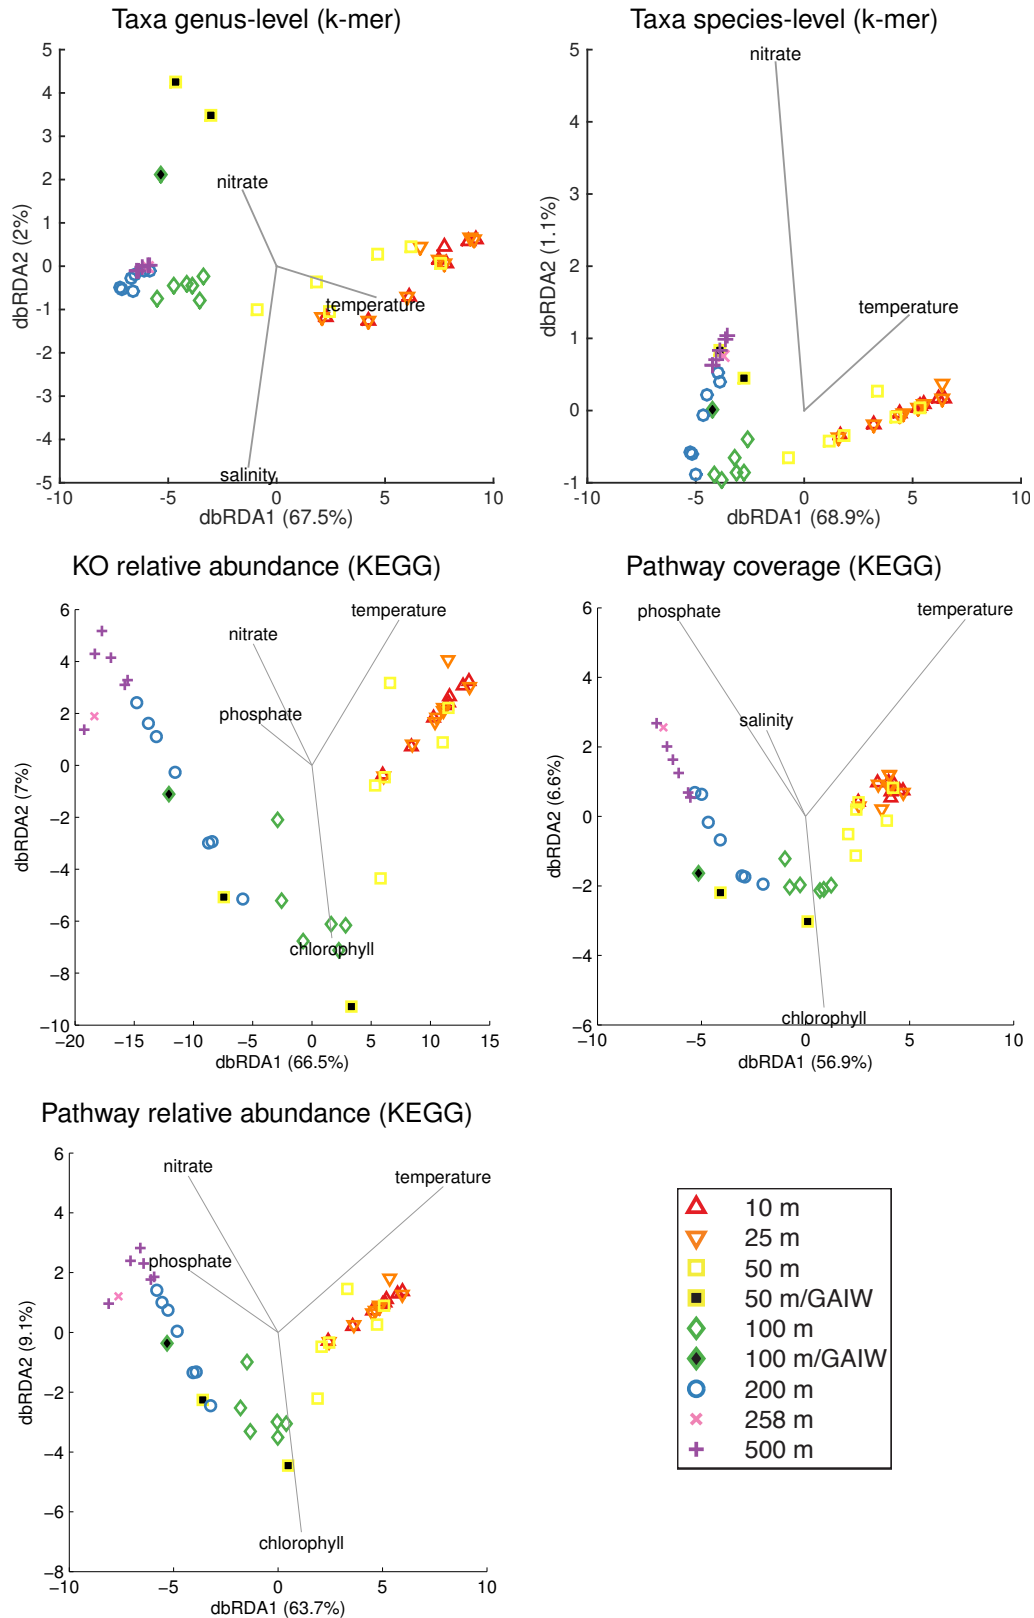 Taxa genus-level (k-mer)
5
4
3
2
1
0
-1
-2
-3
-4
-5
-10
-5
0
5
10
dbRDA2 (2%)
dbRDA1 (67.5%)
nitrate
temperature
salinity
Taxa species-level (k-mer)
5
4
3
2
1
0
-1
-10
-5
0
5
10
dbRDA2 (1.1%)
dbRDA1 (68.9%)
nitrate
temperature
KO relative abundance (KEGG)
6
4
2
0
−2
−4
−6
−8
−10
−20
−15
−10
−5
0
5
10
15
dbRDA2 (7%)
dbRDA1 (66.5%)
temperature
nitrate
phosphate
chlorophyll
Pathway coverage (KEGG)
6
4
2
0
−2
−4
−6
−10
−5
0
5
10
dbRDA2 (6.6%)
dbRDA1 (56.9%)
phosphate
temperature
salinity
chlorophyll
Pathway relative abundance (KEGG)
6
4
2
0
−2
−4
−6
−8
−10
−5
0
5
10
dbRDA2 (9.1%)
dbRDA1 (63.7%)
nitrate
temperature
phosphate
chlorophyll
10 m
25 m
50 m
50 m/GAIW
100 m
100 m/GAIW
200 m
258 m
500 m